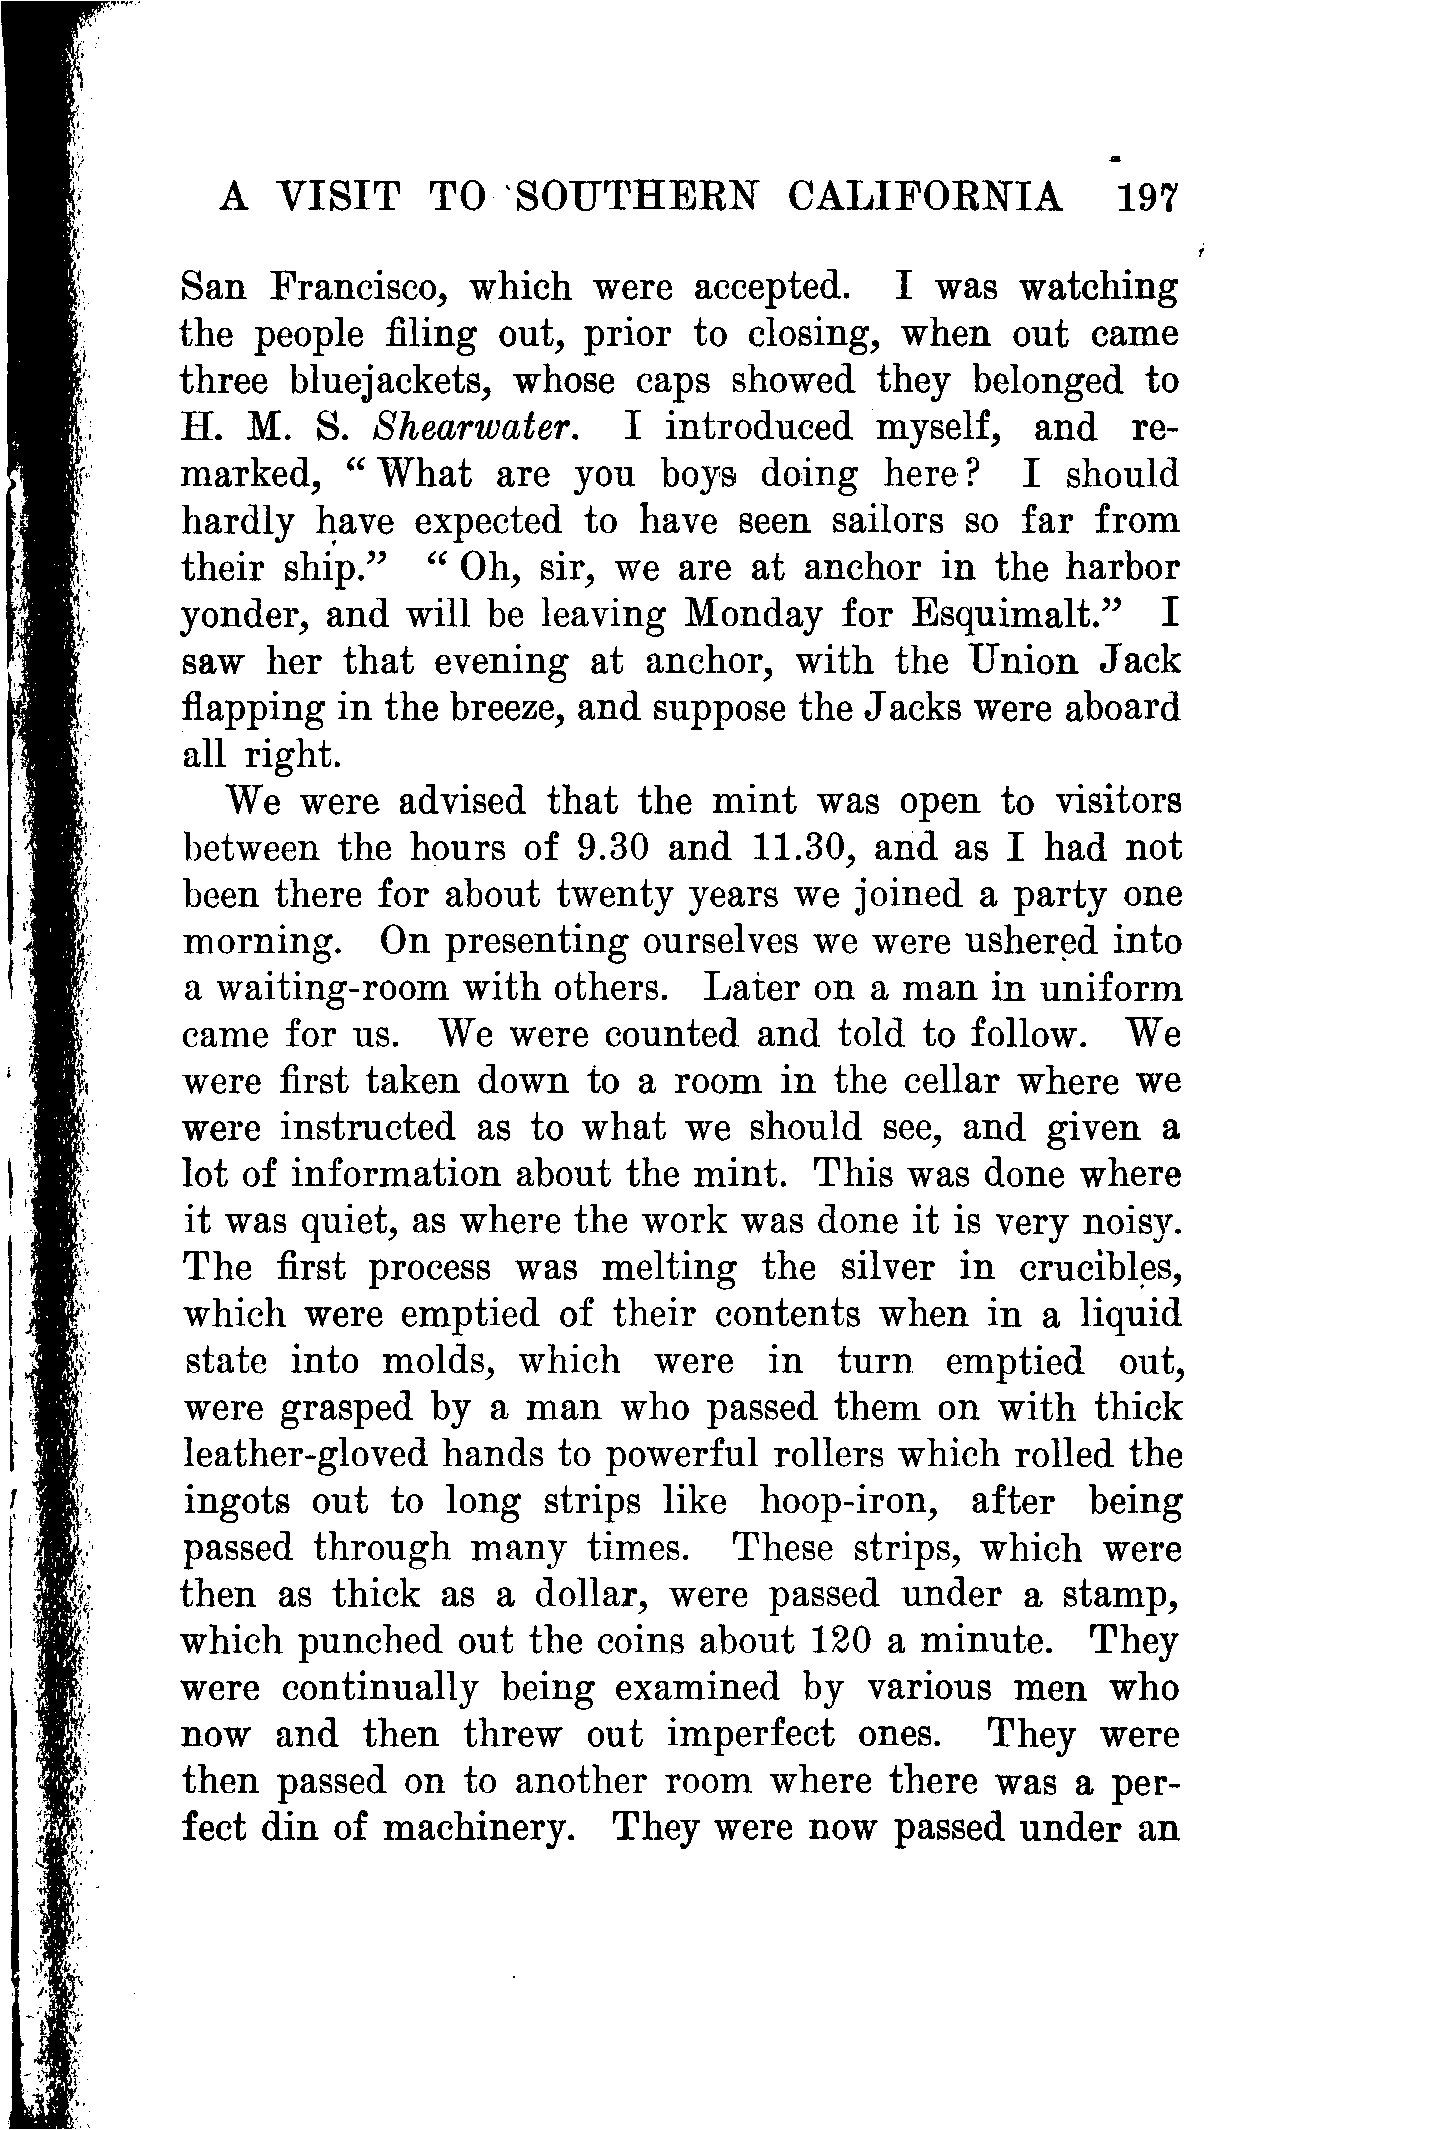 A VISIT TO SOUTHERN CALIFORNIA 197
San Francisco, which were accepted. I was watching
the people filing out, prior to closing, when out came
three bluejackets, whose caps showed they belonged to
H. M. S. Shearwater. I introduced myself, and re-
marked, "What are you boys doing here? I should
hardly have expected to have seen sailors so far from
their ship." "Oh, sir, we are at anchor in the harbor
yonder, and will be leaving Monday for Esquimalt." I
saw her that evening at anchor, with the Union Jack
flapping in the breeze, and suppose the Jacks were aboard
all right.
We were advised that the mint was open to visitors
between the hours of 9.30 and 11.30, and as I had not
been there for about twenty years we joined a party one
morning. On presenting ourselves we were ushered into
a waiting-room with others. Later on a man in uniform
came for us. We were counted and told to follow. We
were first taken down to a room in the cellar where we
were instructed as to what we should see, and given a
lot of information about the mint. This was done where
it was quiet, as where the work was done it is very noisy.
The first process was melting the silver in crucibles,
which were emptied of their contents when in a liquid
state into molds, which were in turn emptied out,
were grasped by a man who passed them on with thick
leather-gloved hands to powerful rollers which rolled the
ingots out to long strips like hoop-iron, after being
passed through many times. These strips, which were
then as thick as a dollar, were passed under a stamp,
which punched out the coins about 120 a minute. They
were continually being examined by various men who
now and then threw out imperfect ones. They were
then passed on to another room where there was a per-
fect din of machinery. They were now passed under an